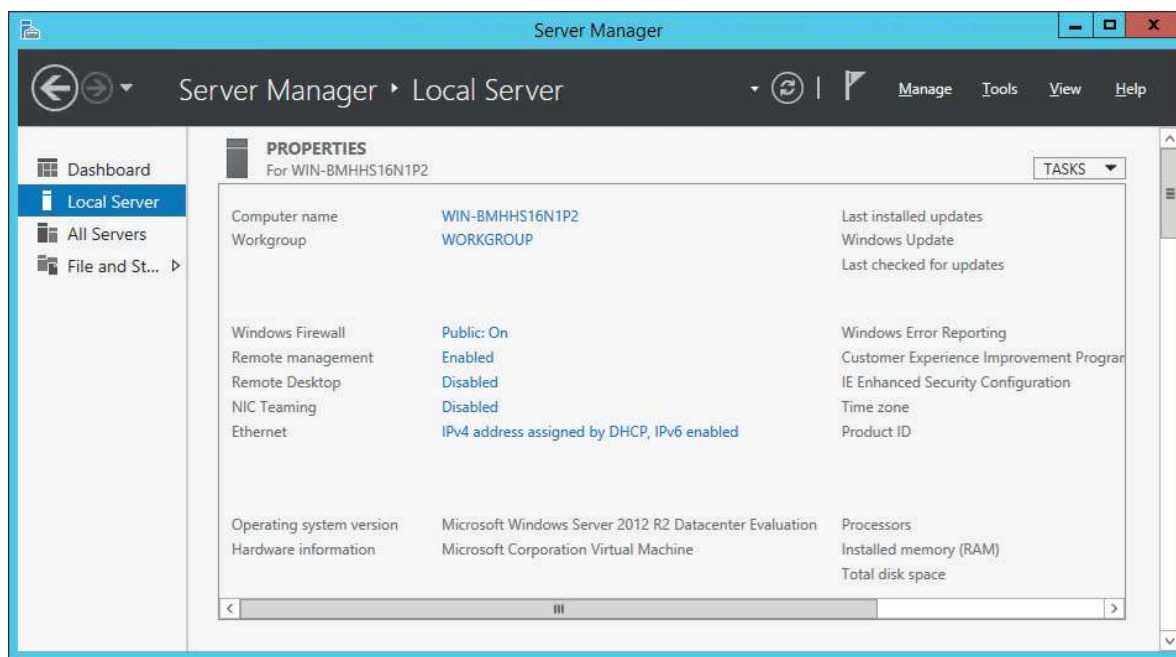 Server Manager
Server Manager ‣ Local Server
Manage Tools View Help
Dashboard
Local Server
All Servers
File and St...
PROPERTIES
For WIN-BMHHS16N1P2
TASKS
Computer name WIN-BMHHS16N1P2 Last installed updates
Workgroup WORKGROUP Windows Update
Last checked for updates
Windows Firewall Public: On Windows Error Reporting
Remote management Enabled Customer Experience Improvement Prograr
Remote Desktop Disabled IE Enhanced Security Configuration
NIC Teaming Disabled Time zone
Ethernet IPv4 address assigned by DHCP, IPv6 enabled Product ID
Operating system version Microsoft Windows Server 2012 R2 Datacenter Evaluation Processors
Hardware information Microsoft Corporation Virtual Machine Installed memory (RAM)
Total disk space